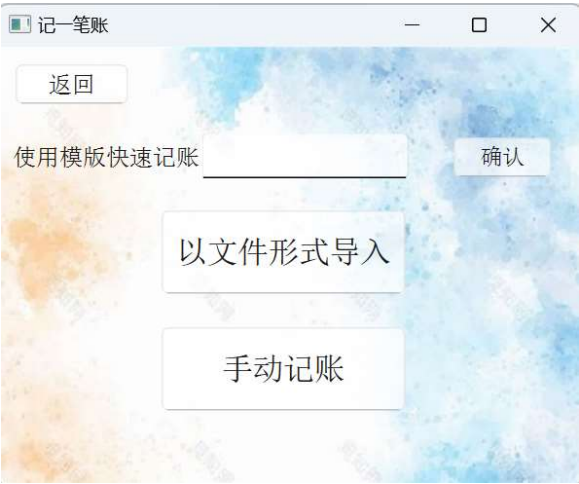 记一笔账
返回
使用模版快速记账 确认
以文件形式导入
手动记账